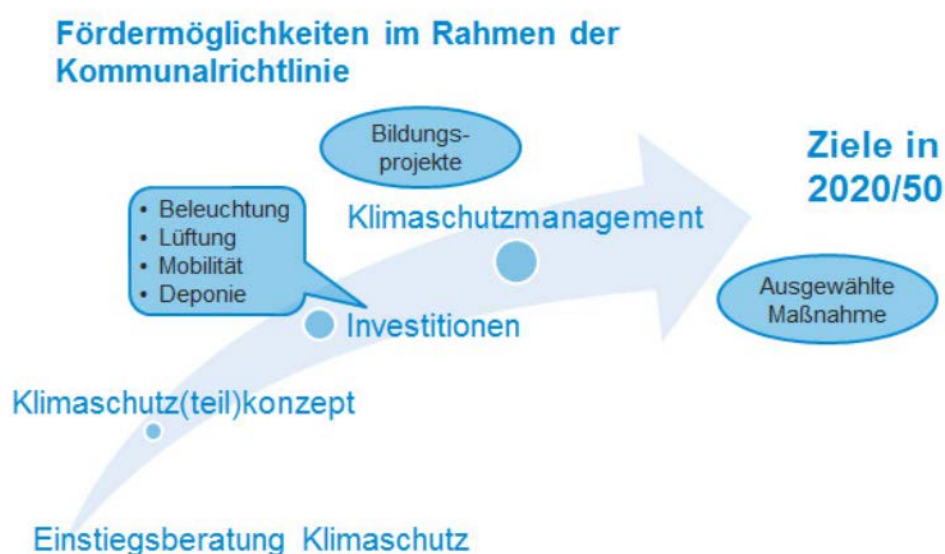 Fördermöglichkeiten im Rahmen der
Kommunalrichtlinie
Bildungs-
projekte
Ziele in
2020/50
• Beleuchtung
• Lüftung
• Mobilität
• Deponie
Klimaschutzmanagement
Ausgewählte
Maßnahme
Investitionen
Klimaschutz(teil)konzept
Einstiegsberatung Klimaschutz